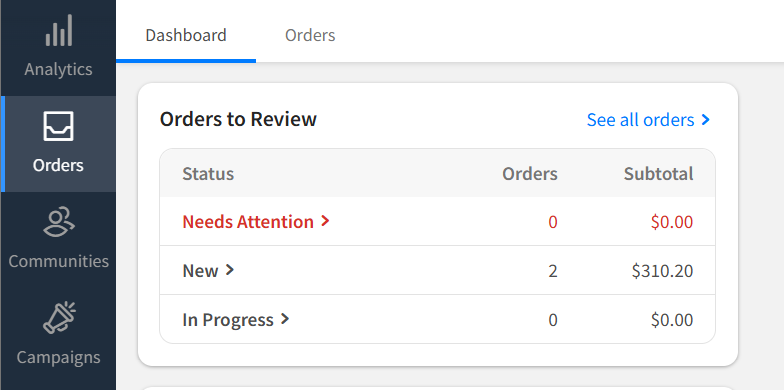 Analytics
Orders
Communities
Campaigns
Dashboard Orders
Orders to Review See all orders
Status Orders Subtotal
Needs Attention 0 $0.00
New 2 $310.20
In Progress 0 $0.00